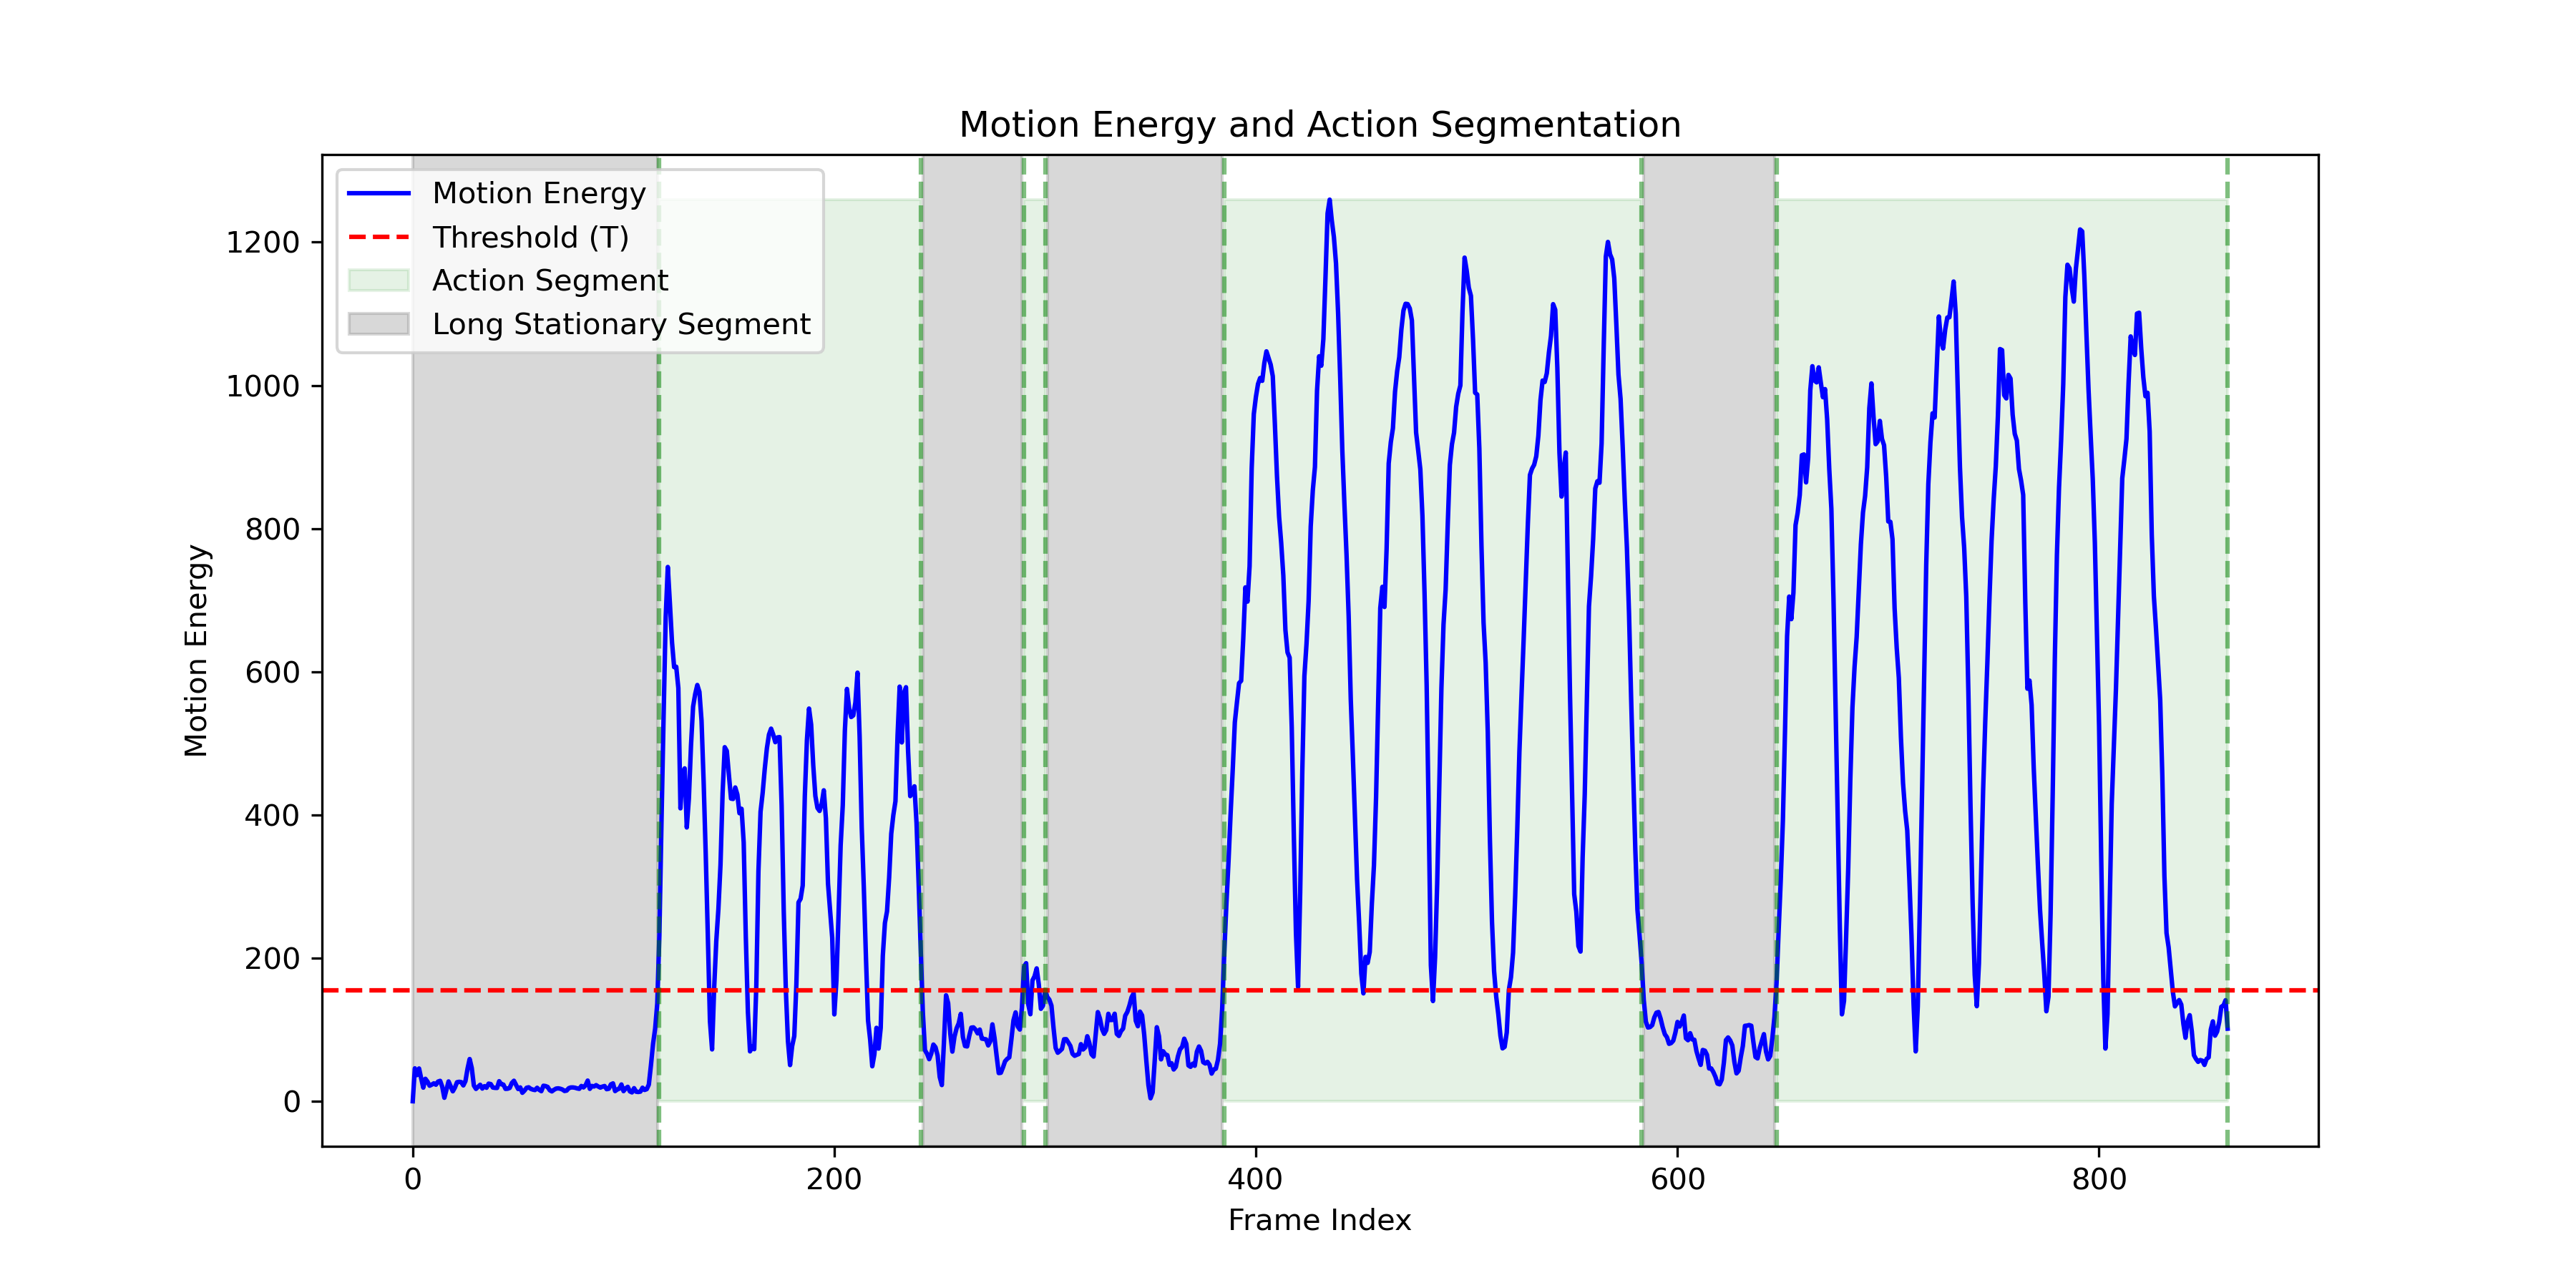 Motion Energy and Action Segmentation
Motion Energy
Threshold (T)
Action Segment
Long Stationary Segment
1200
1000
800
600
400
200
0
Motion Energy
0 200 400 600 800
Frame Index